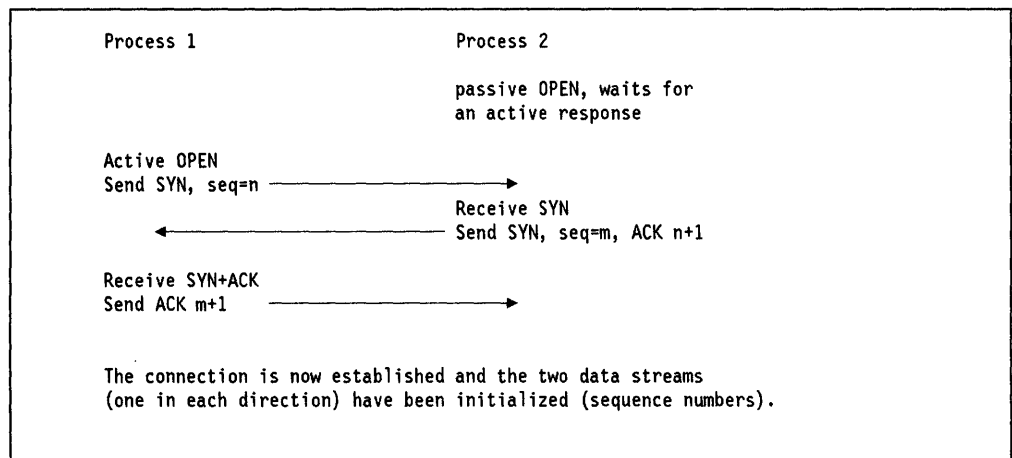 Process 1 Process 2
passive OPEN, waits for
an active response
Active OPEN
Send SYN, seq=n
Receive SYN
Send SYN, seq=m, ACK n+1
Receive SYN+ACK
Send ACK m+1
The connection is now established and the two data streams
(one in each direction) have been initialized (sequence numbers).